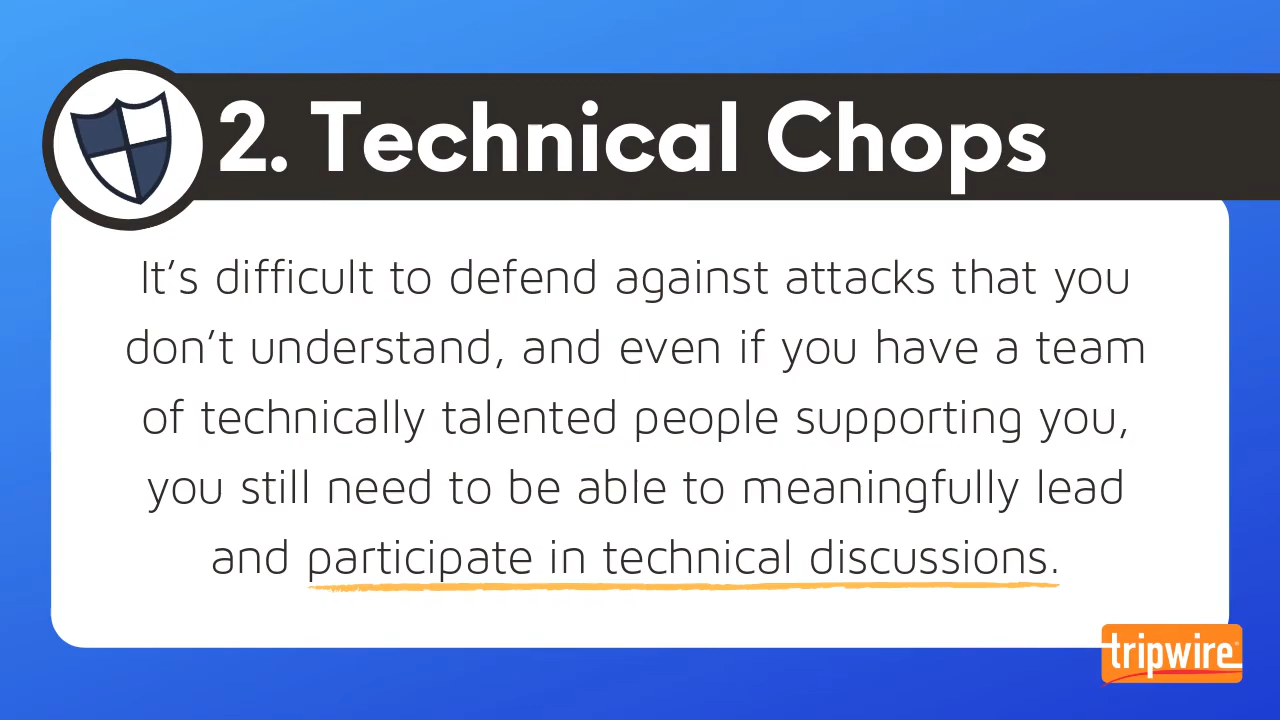 2. Technical Chops
It’s difficult to defend against attacks that you
don’t understand, and even if you have a team
of technically talented people supporting you,
you still need to be able to meaningfully lead
and participate in technical discussions.
tripwire®